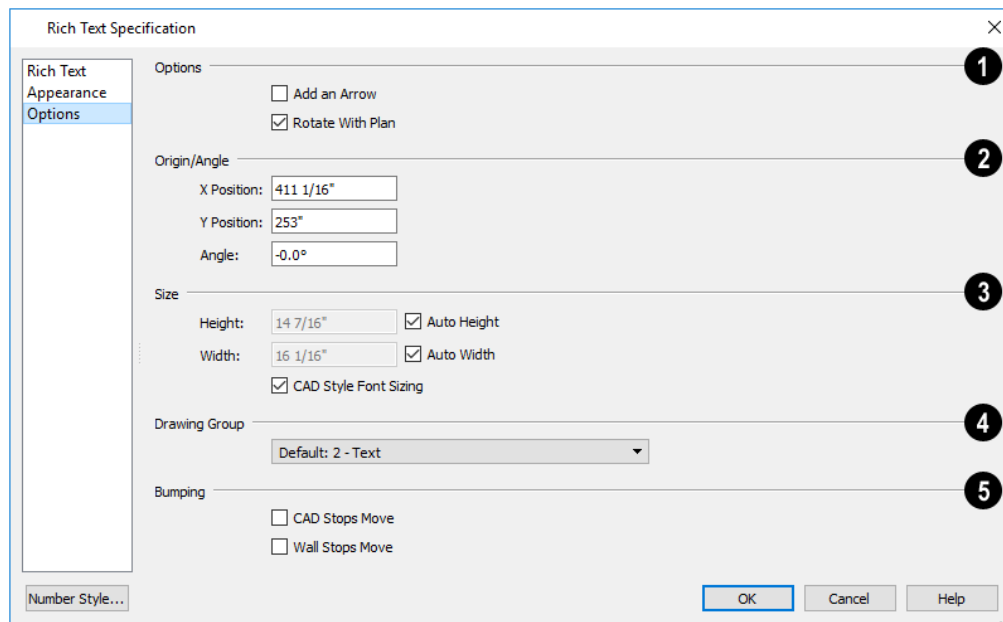 Rich Text Specification
Rich Text
Appearance
Options
Options
1
Add an Arrow
Rotate With Plan
Origin/Angle
2
X Position: 411 1/16"
Y Position: 253"
Angle: -0.0°
Size
3
Height: 14 7/16" Auto Height
Width: 16 1/16" Auto Width
CAD Style Font Sizing
Drawing Group
4
Default: 2 - Text
Bumping
5
CAD Stops Move
Wall Stops Move
Number Style... OK Cancel Help